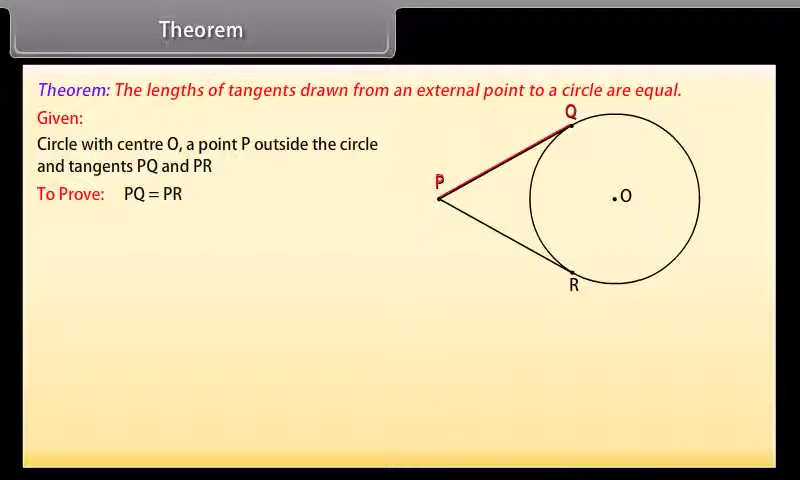 Theorem
Theorem: The lengths of tangents drawn from an external point to a circle are equal.
Given:
Circle with centre O, a point P outside the circle
and tangents PQ and PR
To Prove: PQ = PR
Q
P
O
R